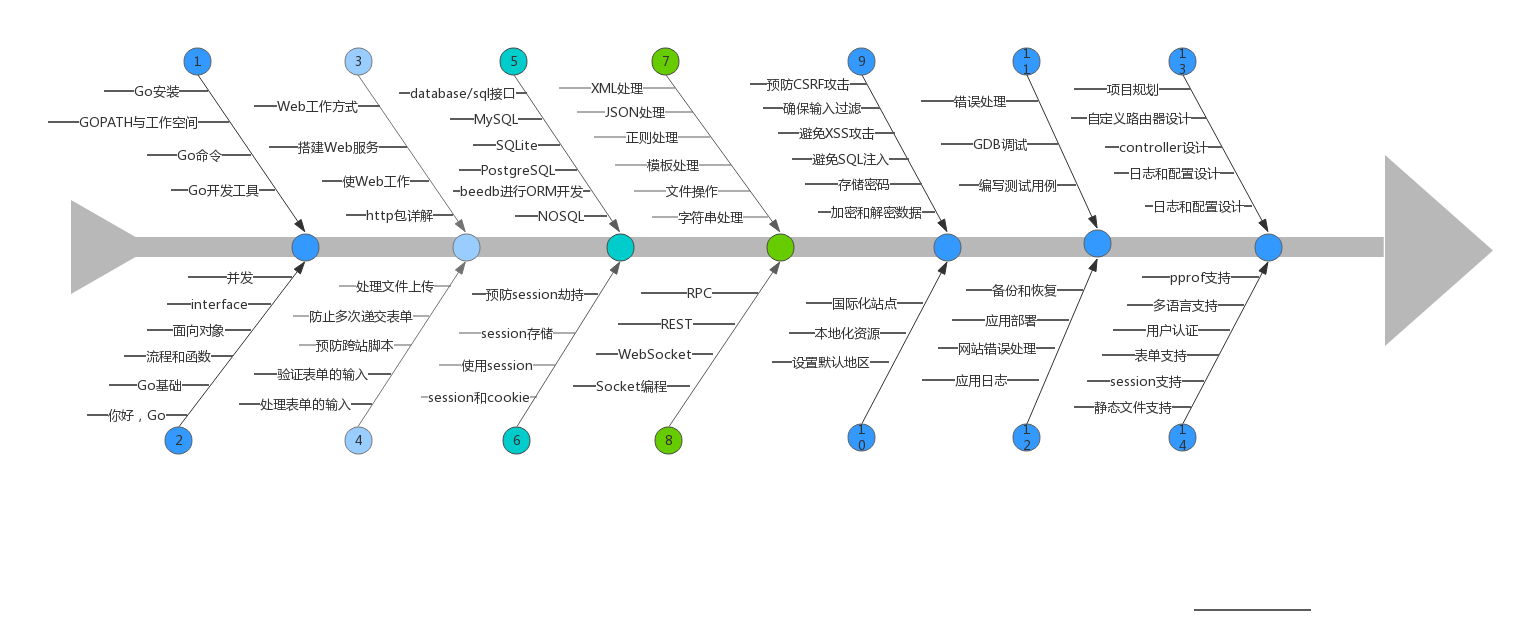 1
Go安装
GOPATH与工作空间
Go命令
Go开发工具
3
Web工作方式
搭建Web服务
使Web工作
http包详解
5
database/sql接口
MySQL
SQLite
PostgreSQL
beedb进行ORM开发
NOSQL
7
XML处理
JSON处理
正则处理
模板处理
文件操作
字符串处理
9
预防CSRF攻击
确保输入过滤
避免XSS攻击
避免SQL注入
存储密码
加密和解密数据
1
1
错误处理
GDB调试
编写测试用例
1
3
项目规划
自定义路由器设计
controller设计
日志和配置设计
日志和配置设计
并发
interface
面向对象
流程和函数
Go基础
你好，Go
2
处理文件上传
防止多次递交表单
预防跨站脚本
验证表单的输入
处理表单的输入
4
预防session劫持
session存储
使用session
session和cookie
6
RPC
REST
WebSocket
Socket编程
8
国际化站点
本地化资源
设置默认地区
1
0
备份和恢复
应用部署
网站错误处理
应用日志
1
2
pprof支持
多语言支持
用户认证
表单支持
session支持
静态文件支持
1
4